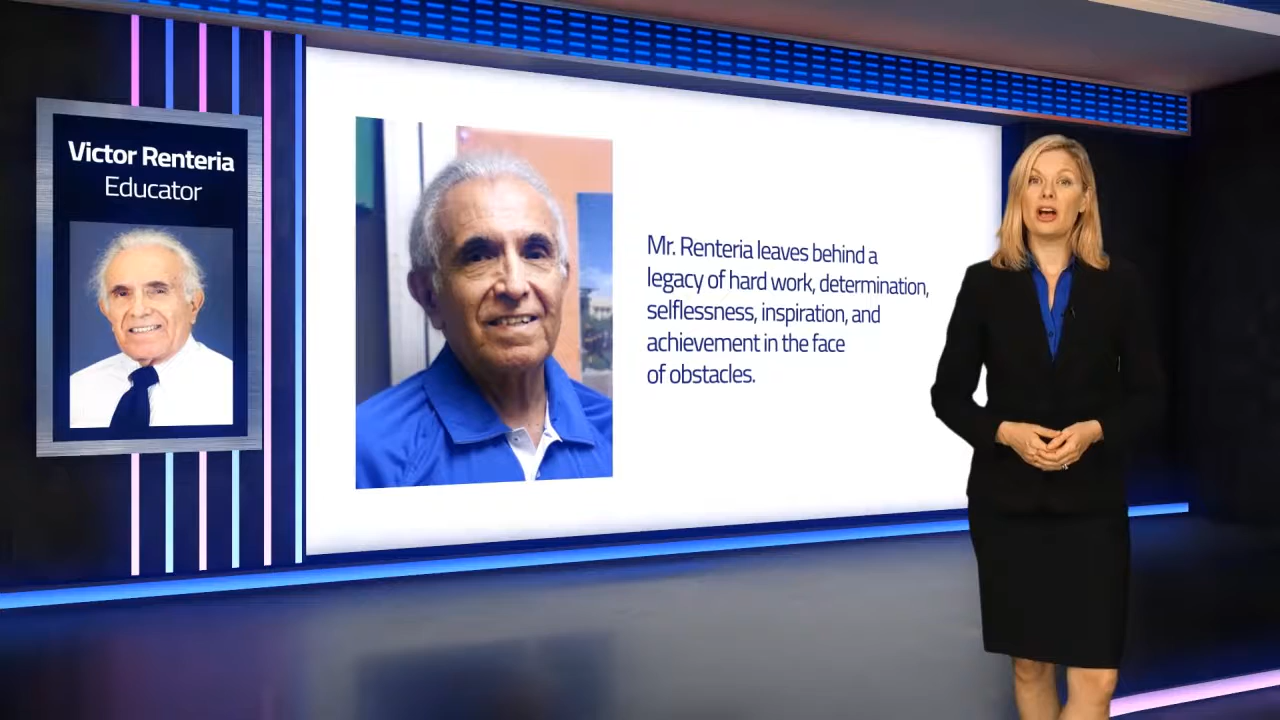 Victor Renteria
Educator
Mr. Renteria leaves behind a
legacy of hard work, determination,
selflessness, inspiration, and
achievement in the face
of obstacles.